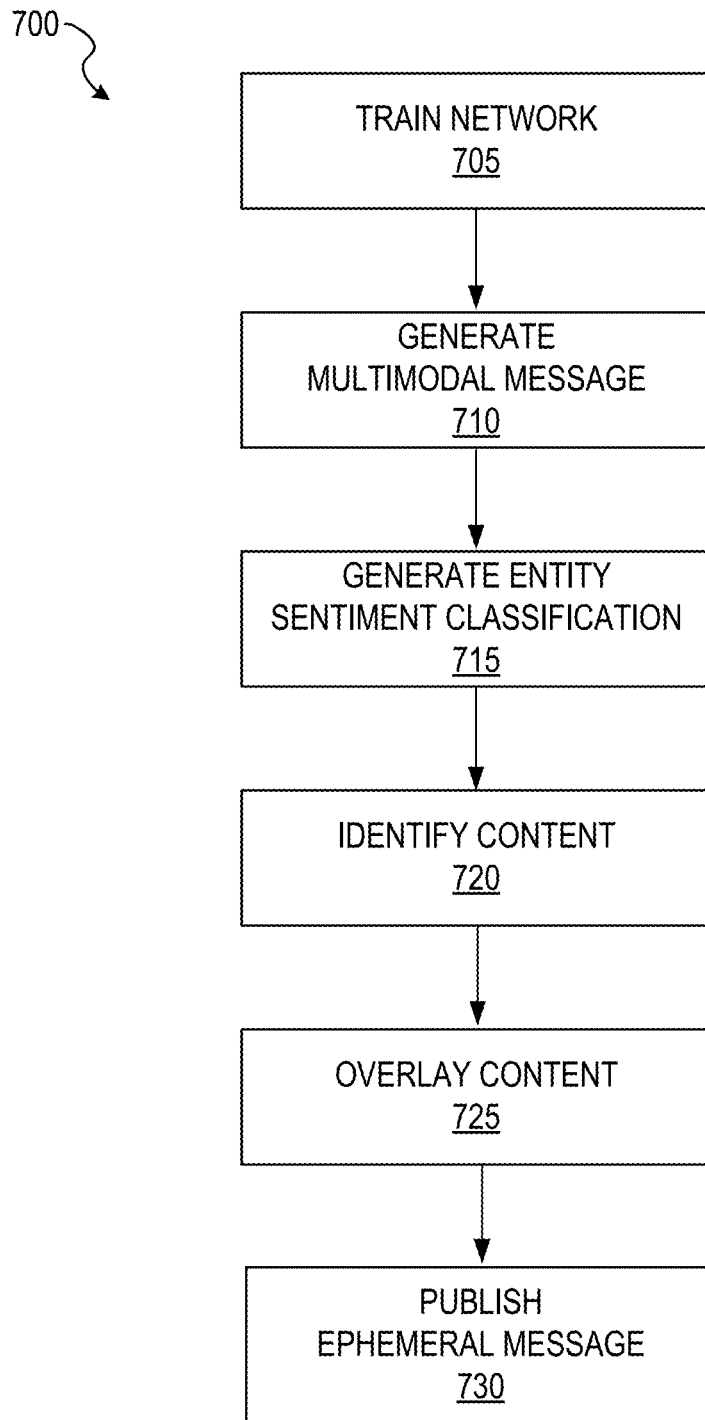 700
TRAIN NETWORK
705
GENERATE
MULTIMODAL MESSAGE
710
GENERATE ENTITY
SENTIMENT CLASSIFICATION
715
IDENTIFY CONTENT
720
OVERLAY CONTENT
725
PUBLISH
EPHEMERAL MESSAGE
730